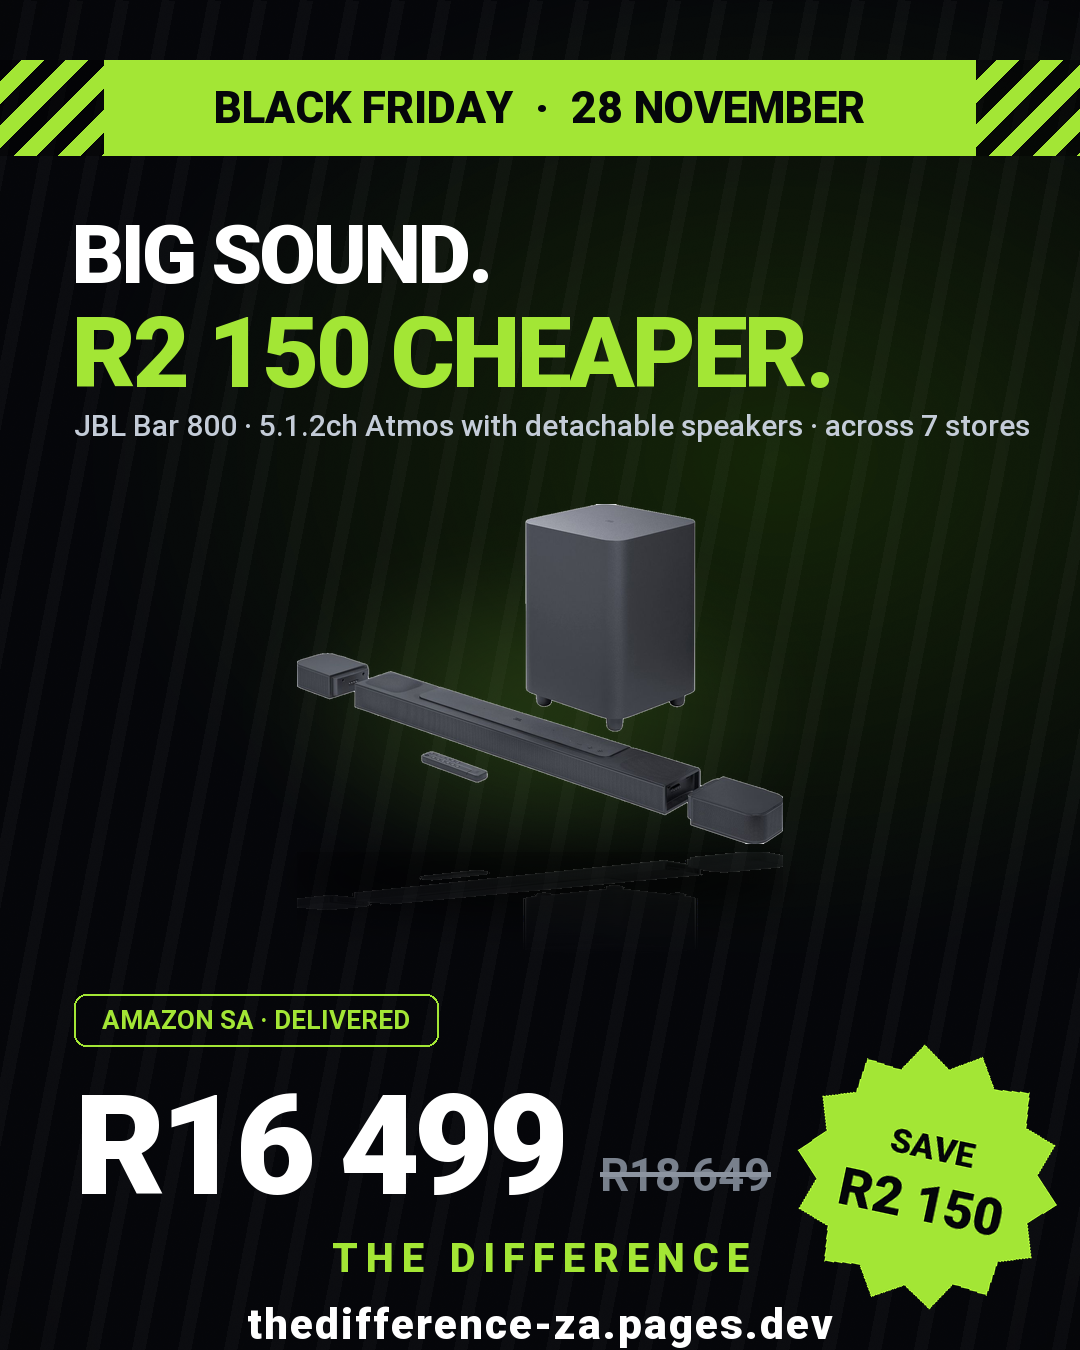 BLACK FRIDAY · 28 NOVEMBER
BIG SOUND.
R2 150 CHEAPER.
JBL Bar 800 · 5.1.2ch Atmos with detachable speakers · across 7 stores
AMAZON SA · DELIVERED
R16 499 R18 649
SAVE
R2 150
THE DIFFERENCE
thedifference-za.pages.dev